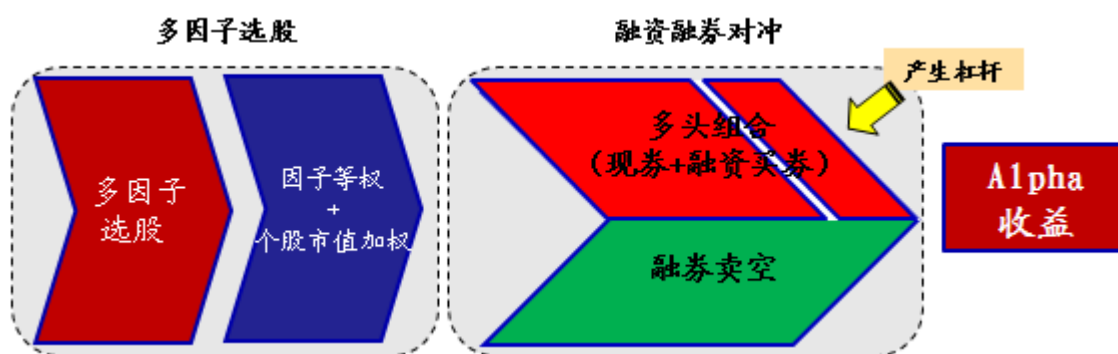 多因子选股
融资融券对冲
产生杠杆
多因子
选股
因子等权
+
个股市值加权
多头组合
（现券+融资买券）
融券卖空
Alpha
收益